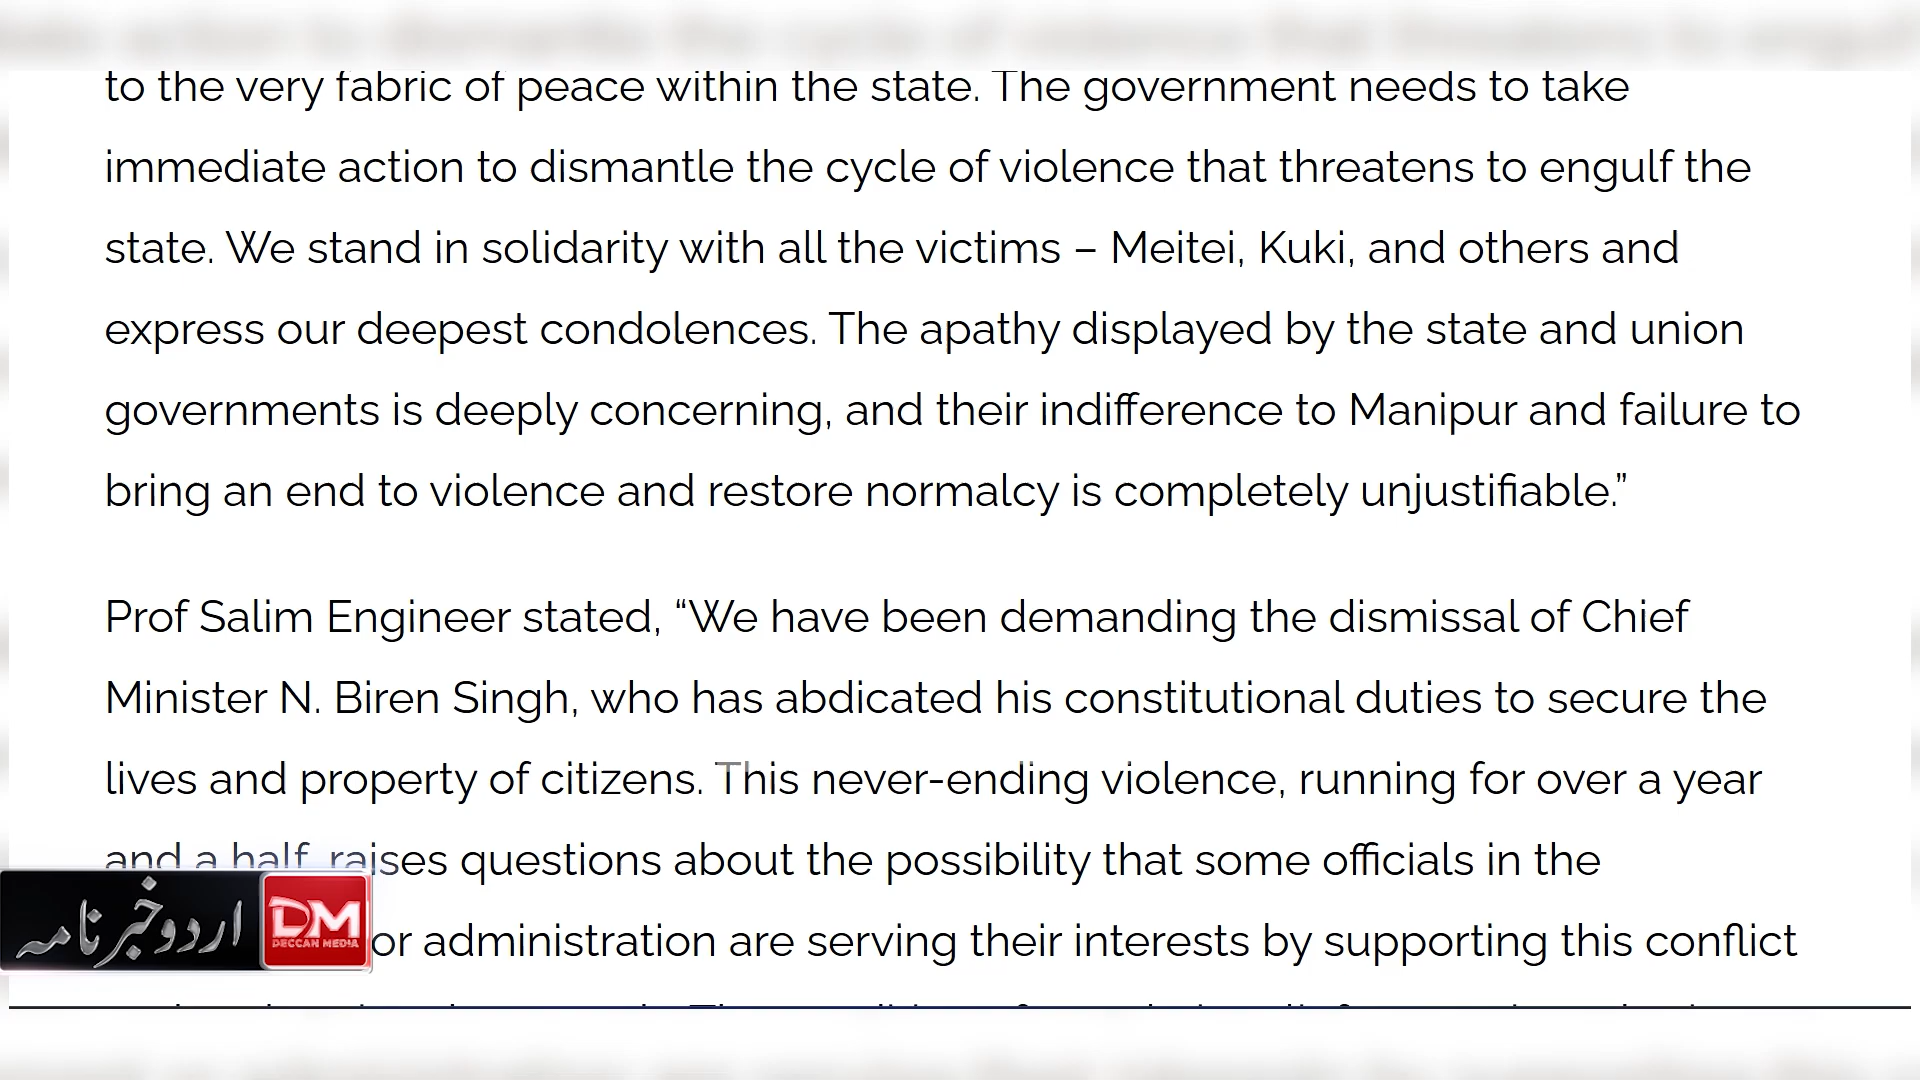 to the very fabric of peace within the state. The government needs to take
immediate action to dismantle the cycle of violence that threatens to engulf the
state. We stand in solidarity with all the victims – Meitei, Kuki, and others and
express our deepest condolences. The apathy displayed by the state and union
governments is deeply concerning, and their indifference to Manipur and failure to
bring an end to violence and restore normalcy is completely unjustifiable.”
Prof Salim Engineer stated, “We have been demanding the dismissal of Chief
Minister N. Biren Singh, who has abdicated his constitutional duties to secure the
lives and property of citizens. This never-ending violence, running for over a year
and a half, raises questions about the possibility that some officials in the
or administration are serving their interests by supporting this conflict
اردو خبرنامہ
DM
DECCAN MEDIA